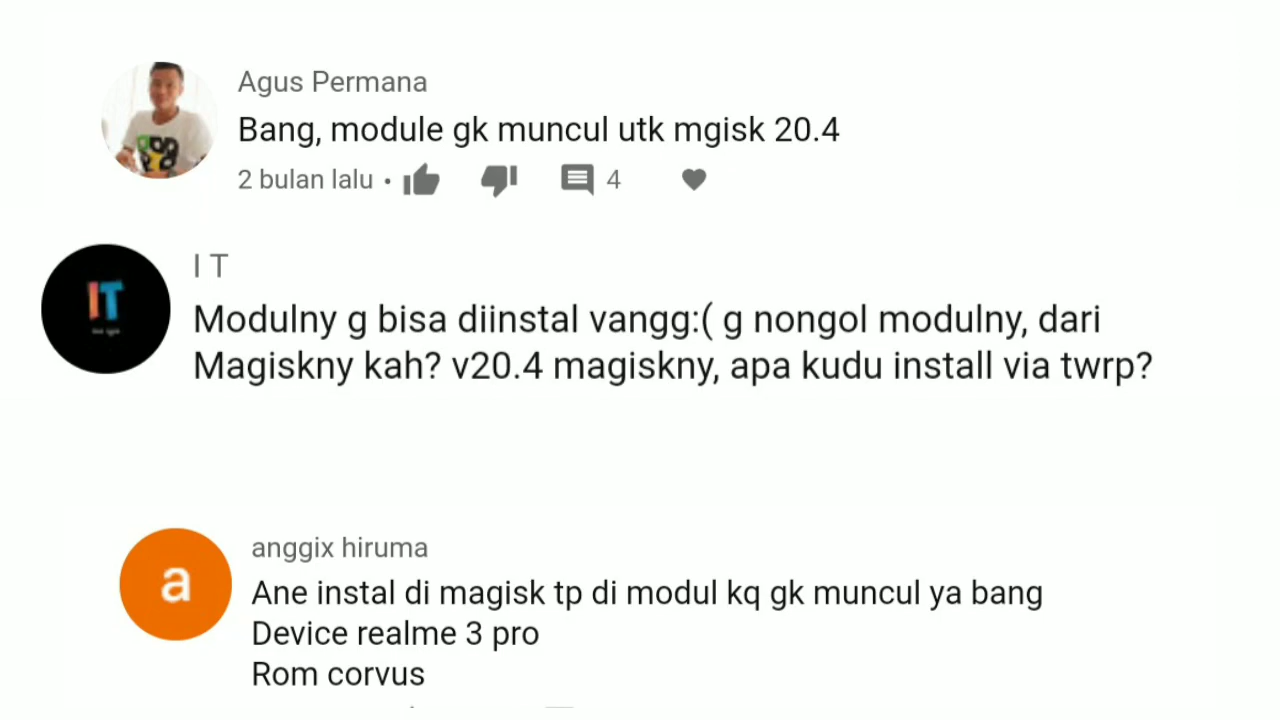 Agus Permana
Bang, module gk muncul utk mgisk 20.4
2 bulan lalu • 4
IT
I T
Modulny g bisa diinstal vangg:( g nongol modulny, dari
Magiskny kah? v20.4 magiskny, apa kudu install via twrp?
anggix hiruma
a
Ane instal di magisk tp di modul kq gk muncul ya bang
Device realme 3 pro
Rom corvus